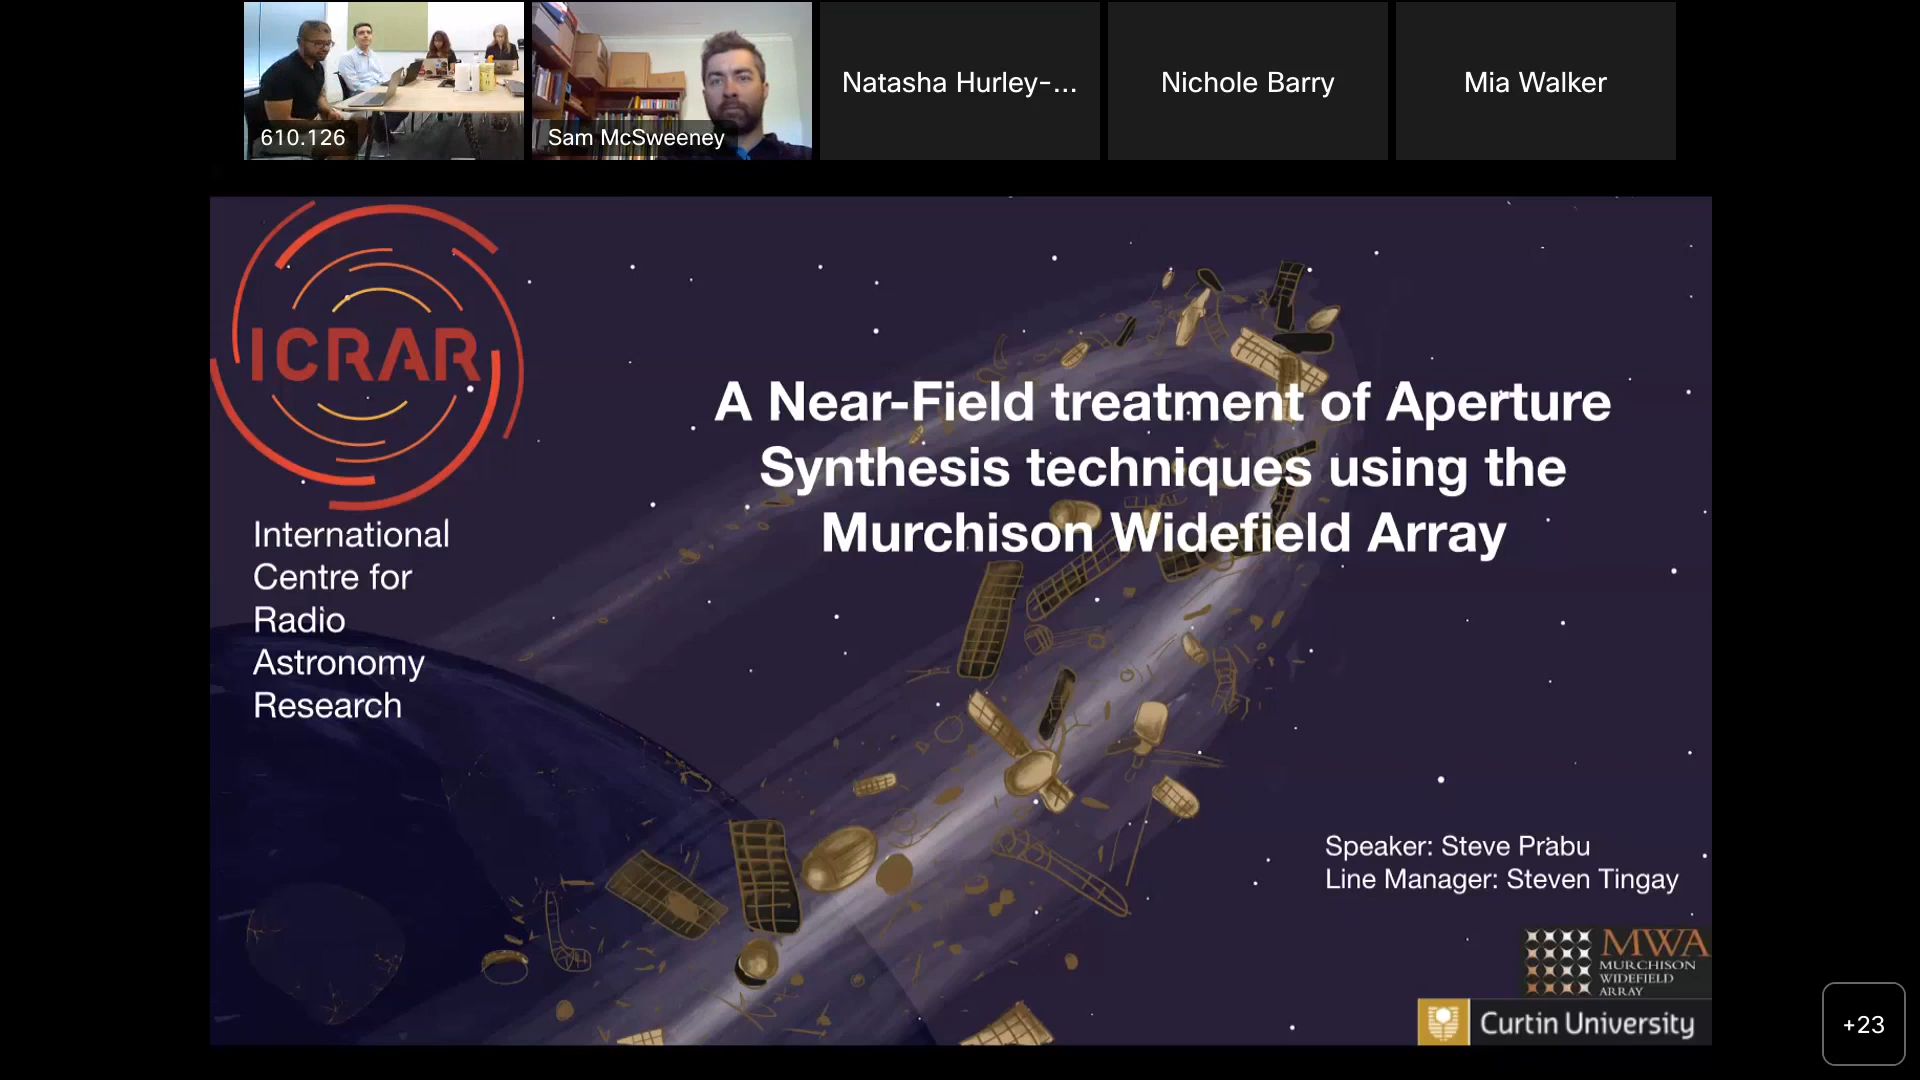 610.126
Sam McSweeney
Natasha Hurley-...
Nichole Barry
Mia Walker
ICRAR
International
Centre for
Radio
Astronomy
Research
A Near-Field treatment of Aperture
Synthesis techniques using the
Murchison Widefield Array
Speaker: Steve Prabu
Line Manager: Steven Tingay
MWA
MURCHISON
WIDEFIELD
ARRAY
Curtin University
+23